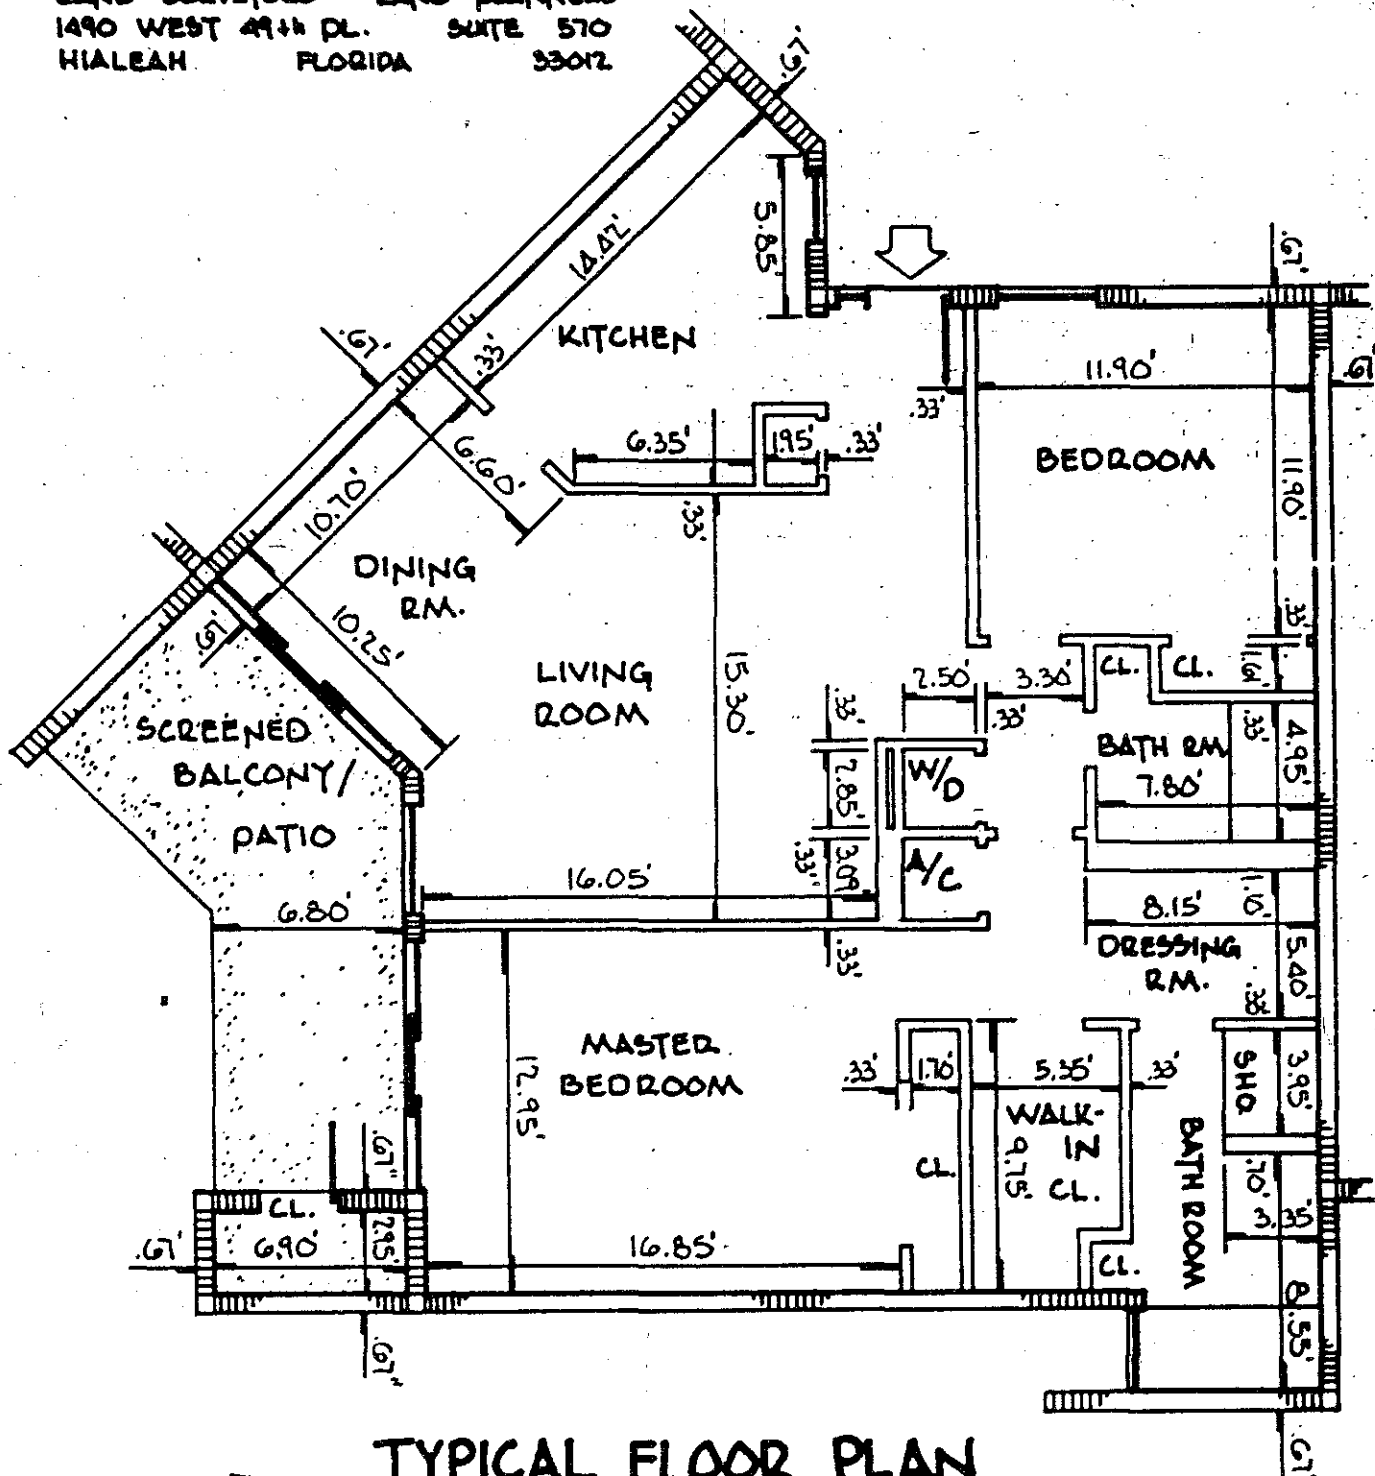 1490 WEST 49th PL. SUITE 570
HIALEAH FLORIDA 33012
.67'
14.42'
5.85'
KITCHEN
.67'
.33'
.67'
11.90'
.67'
.33'
BEDROOM
11.90'
6.35'
1.95'
.33'
.33'
6.60'
10.70'
DINING
RM.
10.25'
.67'
LIVING
ROOM
15.30'
2.50'
3.30'
.33'
.33'
CL.
CL.
.33'
1.61'
.33'
4.95'
BATH RM
7.80'
SCREENED
BALCONY/
PATIO
W/D
2.85'
A/C
.33'
3.09'
16.05'
6.80'
.33'
1.10'
8.15'
DRESSING
RM.
5.40'
.33'
MASTER
BEDROOM
12.95'
.33'
1.70'
5.35'
.33'
WALK-
IN
CL.
9.75'
CL.
SHO
3.95'
BATH ROOM
.70'
3.35'
CL.
.67'
CL.
6.90'
2.95'
.67'
16.85'
.67'
8.55'
.67
TYPICAL FLOOR PLAN